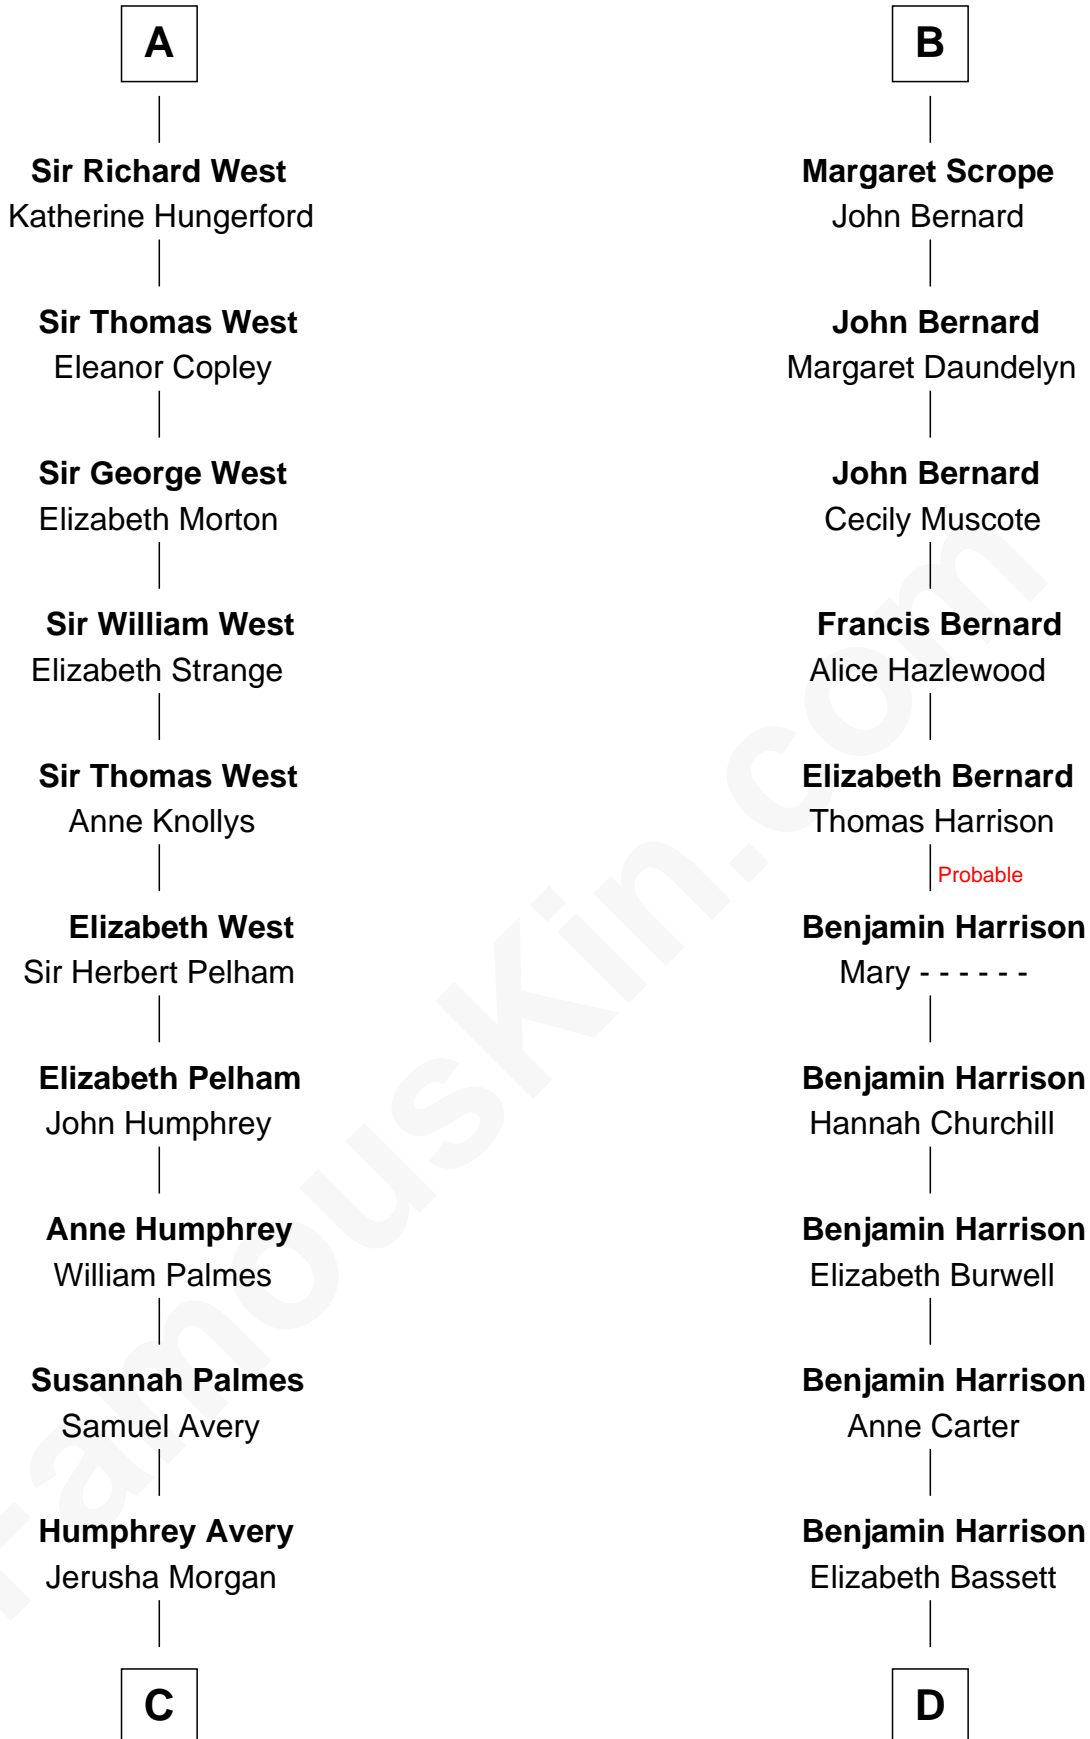 A
Sir Richard West
Katherine Hungerford
Sir Thomas West
Eleanor Copley
Sir George West
Elizabeth Morton
Sir William West
Elizabeth Strange
Sir Thomas West
Anne Knollys
Elizabeth West
Sir Herbert Pelham
Elizabeth Pelham
John Humphrey
Anne Humphrey
William Palmes
Susannah Palmes
Samuel Avery
Humphrey Avery
Jerusha Morgan
C
B
Margaret Scrope
John Bernard
John Bernard
Margaret Daundelyn
John Bernard
Cecily Muscote
Francis Bernard
Alice Hazlewood
Elizabeth Bernard
Thomas Harrison
Probable
Benjamin Harrison
Mary - - - - - -
Benjamin Harrison
Hannah Churchill
Benjamin Harrison
Elizabeth Burwell
Benjamin Harrison
Anne Carter
Benjamin Harrison
Elizabeth Bassett
D
FamousKin.com